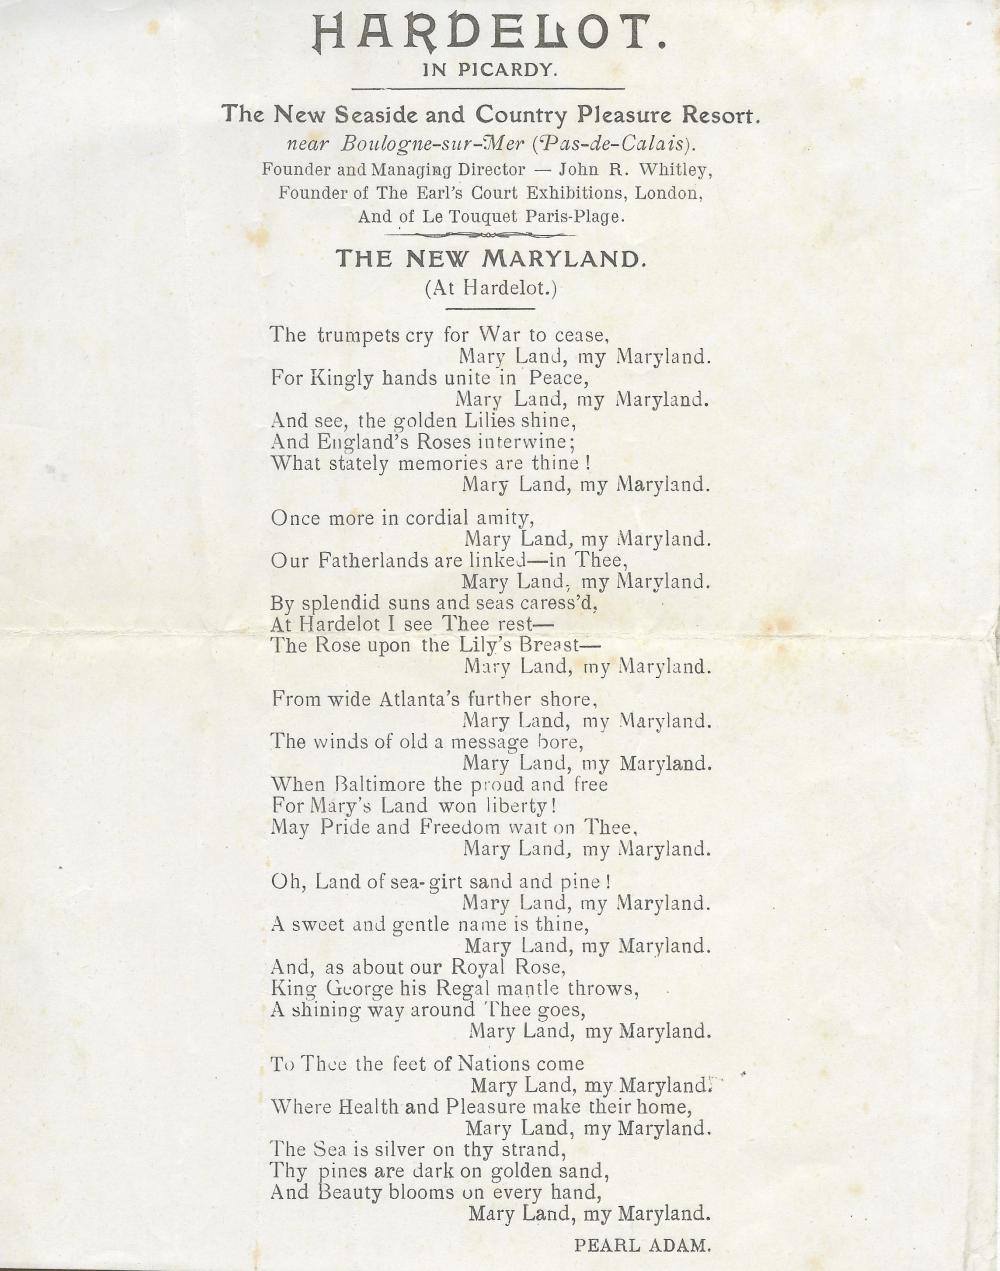 HARDELOT.
IN PICARDY.
The New Seaside and Country Pleasure Resort.
near Boulogne-sur-Mer (Pas-de-Calais).
Founder and Managing Director — John R. Whitley,
Founder of The Earl's Court Exhibitions, London,
And of Le Touquet Paris-Plage.
THE NEW MARYLAND.
(At Hardelot.)
The trumpets cry for War to cease,
Mary Land, my Maryland.
For Kingly hands unite in Peace,
Mary Land, my Maryland.
And see, the golden Lilies shine,
And England's Roses interwine;
What stately memories are thine !
Mary Land, my Maryland.
Once more in cordial amity,
Mary Land, my Maryland.
Our Fatherlands are linked—in Thee,
Mary Land, my Maryland.
By splendid suns and seas caress'd,
At Hardelot I see Thee rest—
The Rose upon the Lily's Breast—
Mary Land, my Maryland.
From wide Atlanta's further shore,
Mary Land, my Maryland.
The winds of old a message bore,
Mary Land, my Maryland.
When Baltimore the proud and free
For Mary's Land won liberty!
May Pride and Freedom wait on Thee,
Mary Land, my Maryland.
Oh, Land of sea-girt sand and pine !
Mary Land, my Maryland.
A sweet and gentle name is thine,
Mary Land, my Maryland.
And, as about our Royal Rose,
King George his Regal mantle throws,
A shining way around Thee goes,
Mary Land, my Maryland.
To Thee the feet of Nations come
Mary Land, my Maryland.
Where Health and Pleasure make their home,
Mary Land, my Maryland.
The Sea is silver on thy strand,
Thy pines are dark on golden sand,
And Beauty blooms on every hand,
Mary Land, my Maryland.
PEARL ADAM.